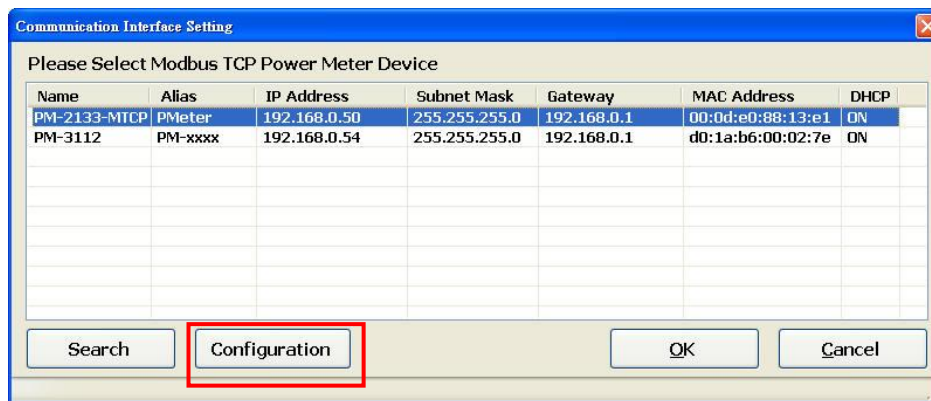 Communication Interface Setting
Please Select Modbus TCP Power Meter Device
Name Alias IP Address Subnet Mask Gateway MAC Address DHCP
PM-2133-MTCP PMeter 192.168.0.50 255.255.255.0 192.168.0.1 00:0d:e0:88:13:e1 ON
PM-3112 PM-xxxx 192.168.0.54 255.255.255.0 192.168.0.1 d0:1a:b6:00:02:7e ON
Search Configuration OK Cancel